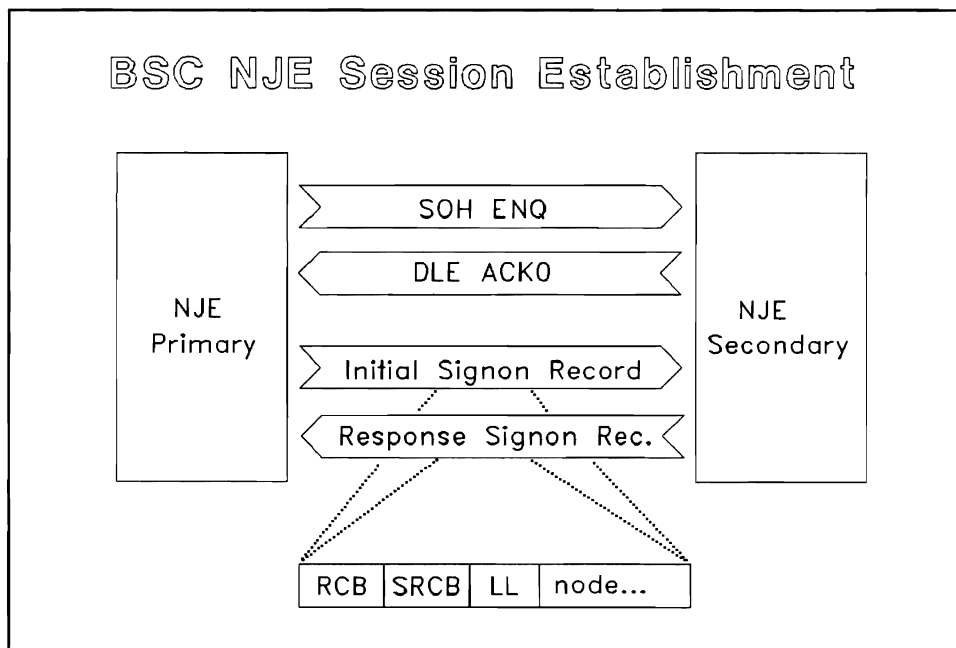 BSC NJE Session Establishment
SOH ENQ
DLE ACK0
NJE
Primary
NJE
Secondary
Initial Signon Record
Response Signon Rec.
RCB SRCB LL node...